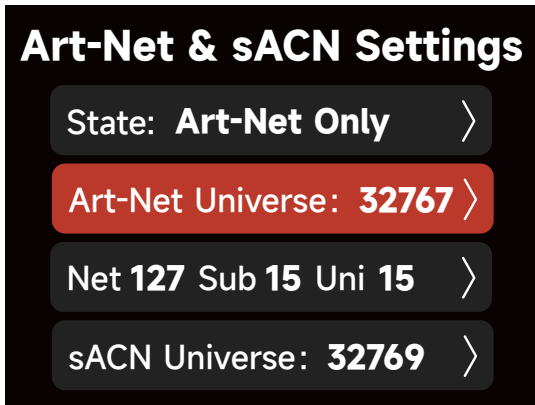 Art-Net & sACN Settings
State: Art-Net Only
Art-Net Universe: 32767
Net 127 Sub 15 Uni 15
sACN Universe: 32769